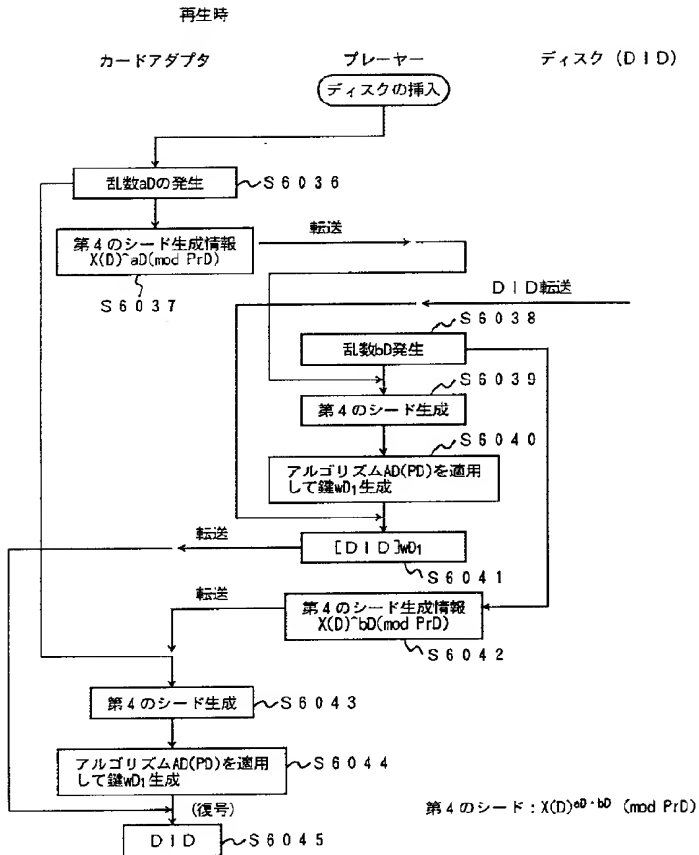 再生時
カードアダプタ
プレーヤー
ディスク(DID)
ディスクの挿入
乱数aDの発生
S6036
第4のシード生成情報
X(D)^aD(mod PrD)
転送
S6037
DID転送
S6038
乱数bD発生
S6039
第4のシード生成
S6040
アルゴリズムAD(PD)を適用
して鍵wD₁生成
転送
[DID]wD₁
S6041
転送
第4のシード生成情報
X(D)^bD(mod PrD)
S6042
第4のシード生成
S6043
アルゴリズムAD(PD)を適用
して鍵wD₁生成
S6044
(復号)
第4のシード:X(D)^aD・bD (mod PrD)
DID
S6045